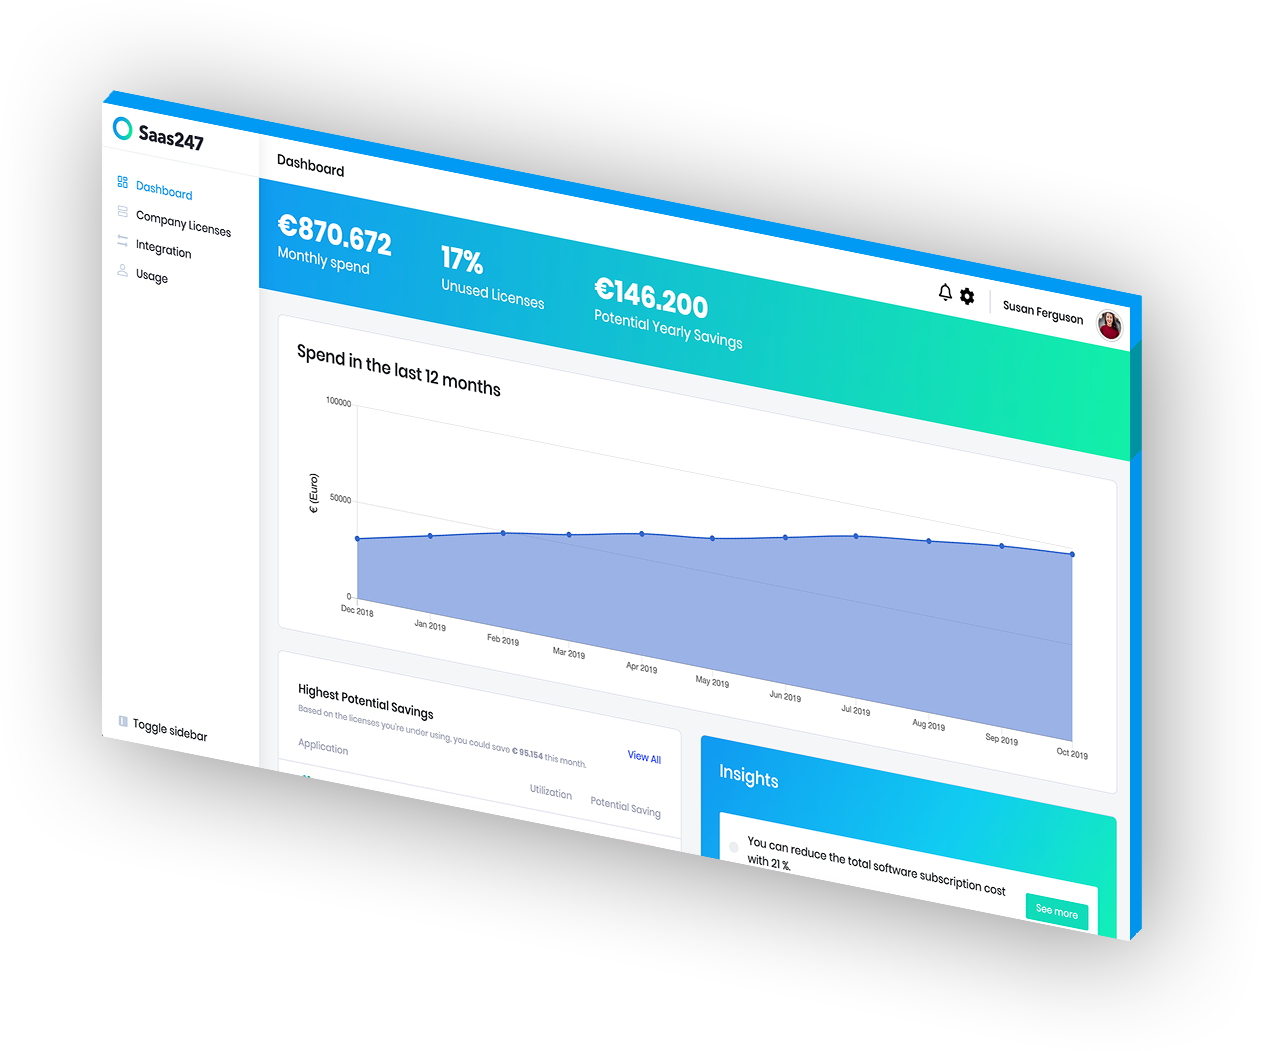 Saas247
Dashboard
Company Licenses
Integration
Usage
Toggle sidebar
Dashboard
Susan Ferguson
€870.672
Monthly spend
17%
Unused Licenses
€146.200
Potential Yearly Savings
Spend in the last 12 months
€ (Euro)
100000
50000
0
Dec 2018
Jan 2019
Feb 2019
Mar 2019
Apr 2019
May 2019
Jun 2019
Jul 2019
Aug 2019
Sep 2019
Oct 2019
Highest Potential Savings
Based on the licenses you're under using, you could save € 95.154 this month.
View All
Application
Utilization
Potential Saving
Insights
You can reduce the total software subscription cost
with 21 %.
See more